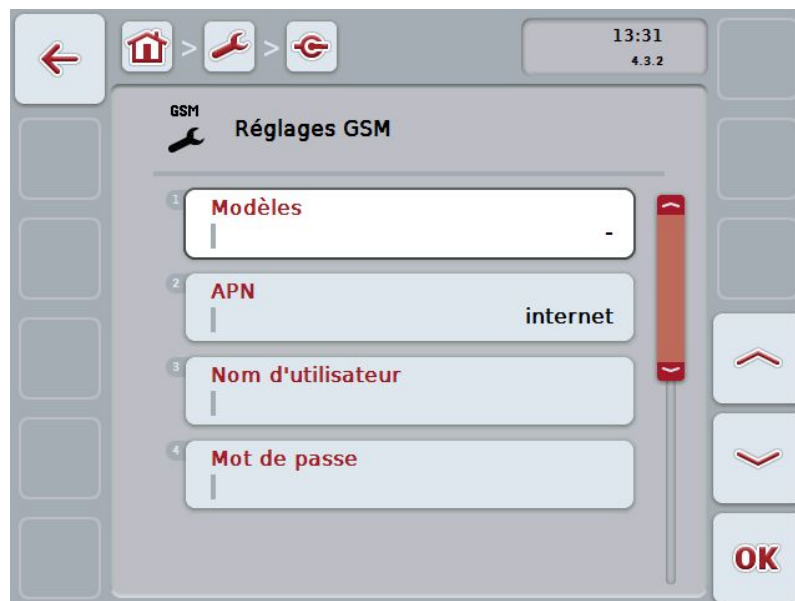 > >
13:31
4.3.2
GSM
Réglages GSM
1
Modèles
-
2
APN
internet
3
Nom d'utilisateur
4
Mot de passe
OK